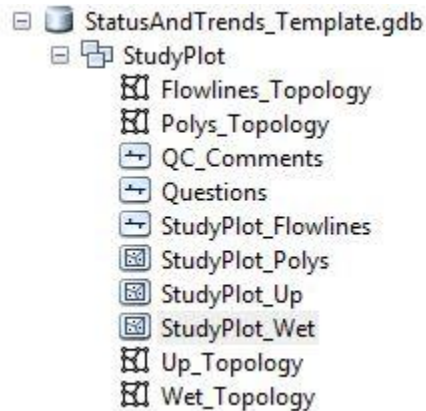 StatusAndTrends_Template.gdb
StudyPlot
Flowlines_Topology
Polys_Topology
QC_Comments
Questions
StudyPlot_Flowlines
StudyPlot_Polys
StudyPlot_Up
StudyPlot_Wet
Up_Topology
Wet_Topology